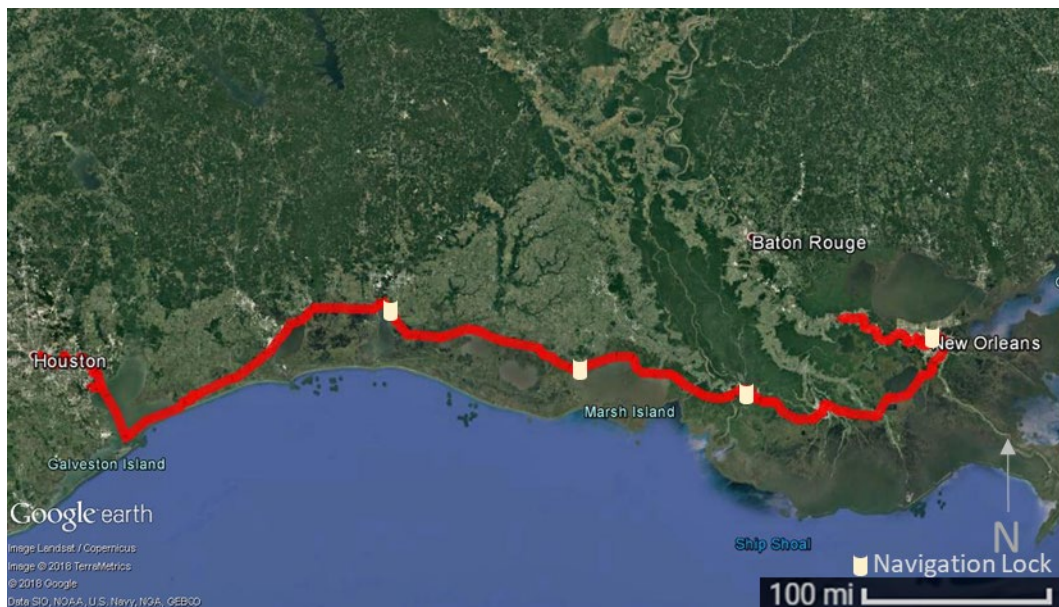 Baton Rouge
New Orleans
Houston
Marsh Island
Galveston Island
Google earth
Image Landsat / Copernicus
Image © 2018 TerraMetrics
© 2018 Google
Data SIO, NOAA, U.S. Navy, NGA, GEBCO
Ship Shoal
N
Navigation Lock
100 mi